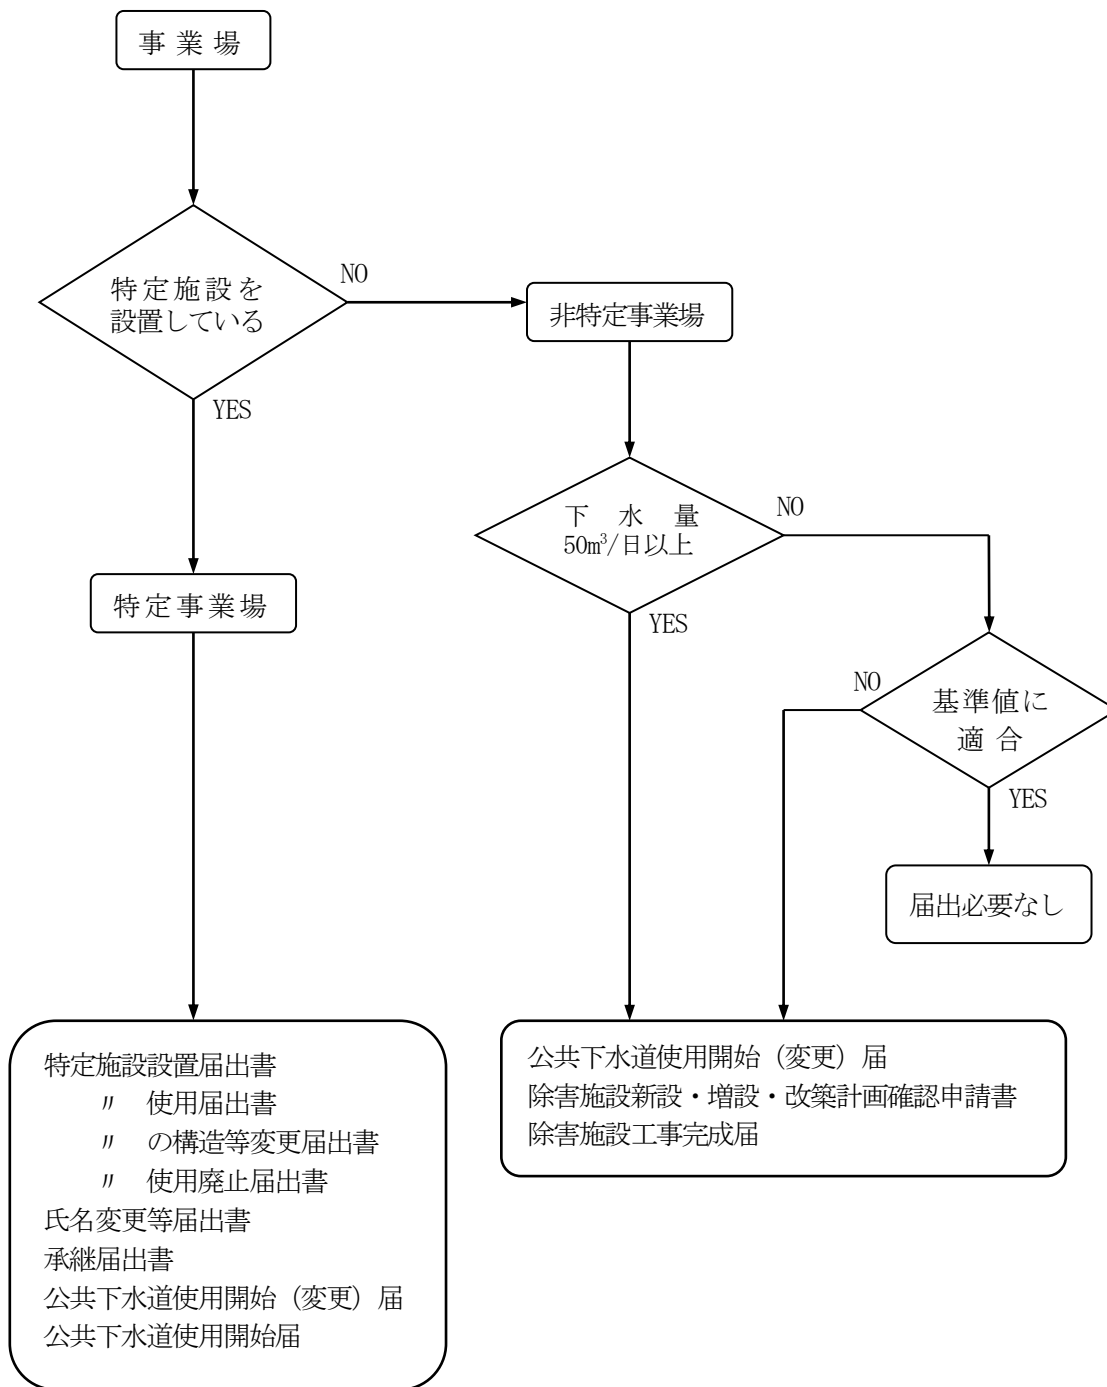 事業場
特定施設を
設置している
NO
YES
非特定事業場
下水量
50m³/日以上
NO
YES
特定事業場
基準値に
適合
NO
YES
届出必要なし
特定施設設置届出書
〃 使用届出書
〃 の構造等変更届出書
〃 使用廃止届出書
氏名変更等届出書
承継届出書
公共下水道使用開始（変更）届
公共下水道使用開始届
公共下水道使用開始（変更）届
除害施設新設・増設・改築計画確認申請書
除害施設工事完成届